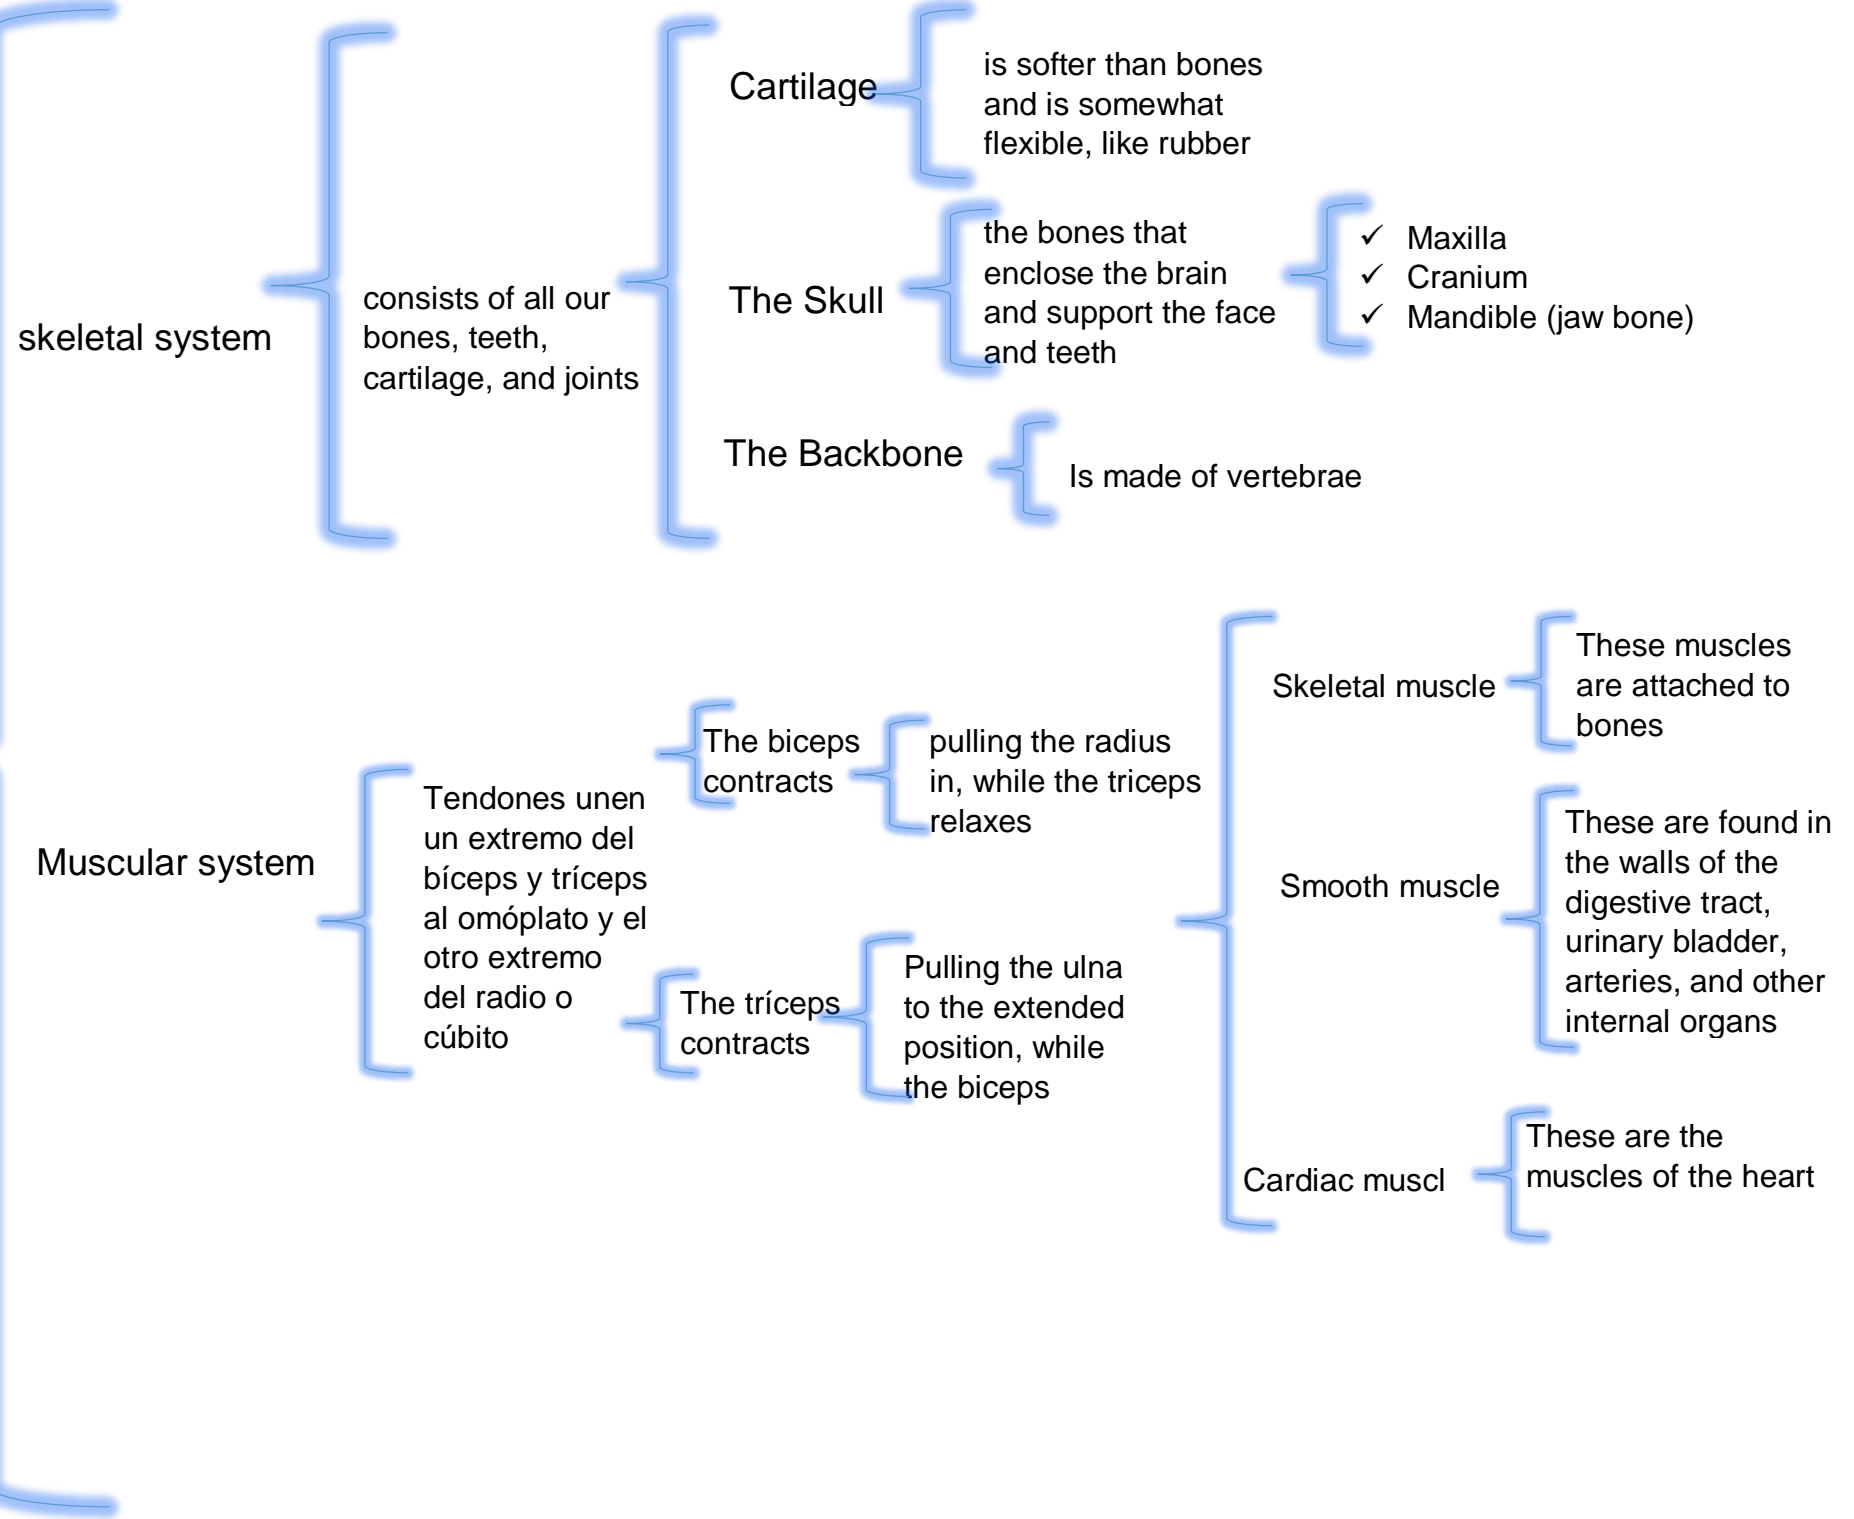 skeletal system
consists of all our
bones, teeth,
cartilage, and joints
Cartilage
is softer than bones
and is somewhat
flexible, like rubber
The Skull
the bones that
enclose the brain
and support the face
and teeth
✓ Maxilla
✓ Cranium
✓ Mandible (jaw bone)
The Backbone
Is made of vertebrae
Muscular system
Tendones unen
un extremo del
bíceps y tríceps
al omóplato y el
otro extremo
del radio o
cúbito
The biceps
contracts
pulling the radius
in, while the triceps
relaxes
The tríceps
contracts
Pulling the ulna
to the extended
position, while
the biceps
Skeletal muscle
These muscles
are attached to
bones
Smooth muscle
These are found in
the walls of the
digestive tract,
urinary bladder,
arteries, and other
internal organs
Cardiac muscl
These are the
muscles of the heart